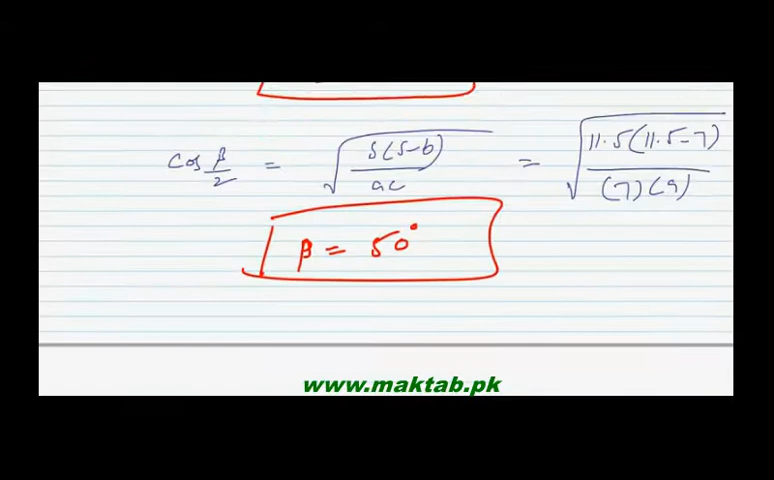 cos β/2 = √(s(s-b)/ac) = √(11.5(11.5-7)/(7)(9))
β = 50°
www.maktab.pk